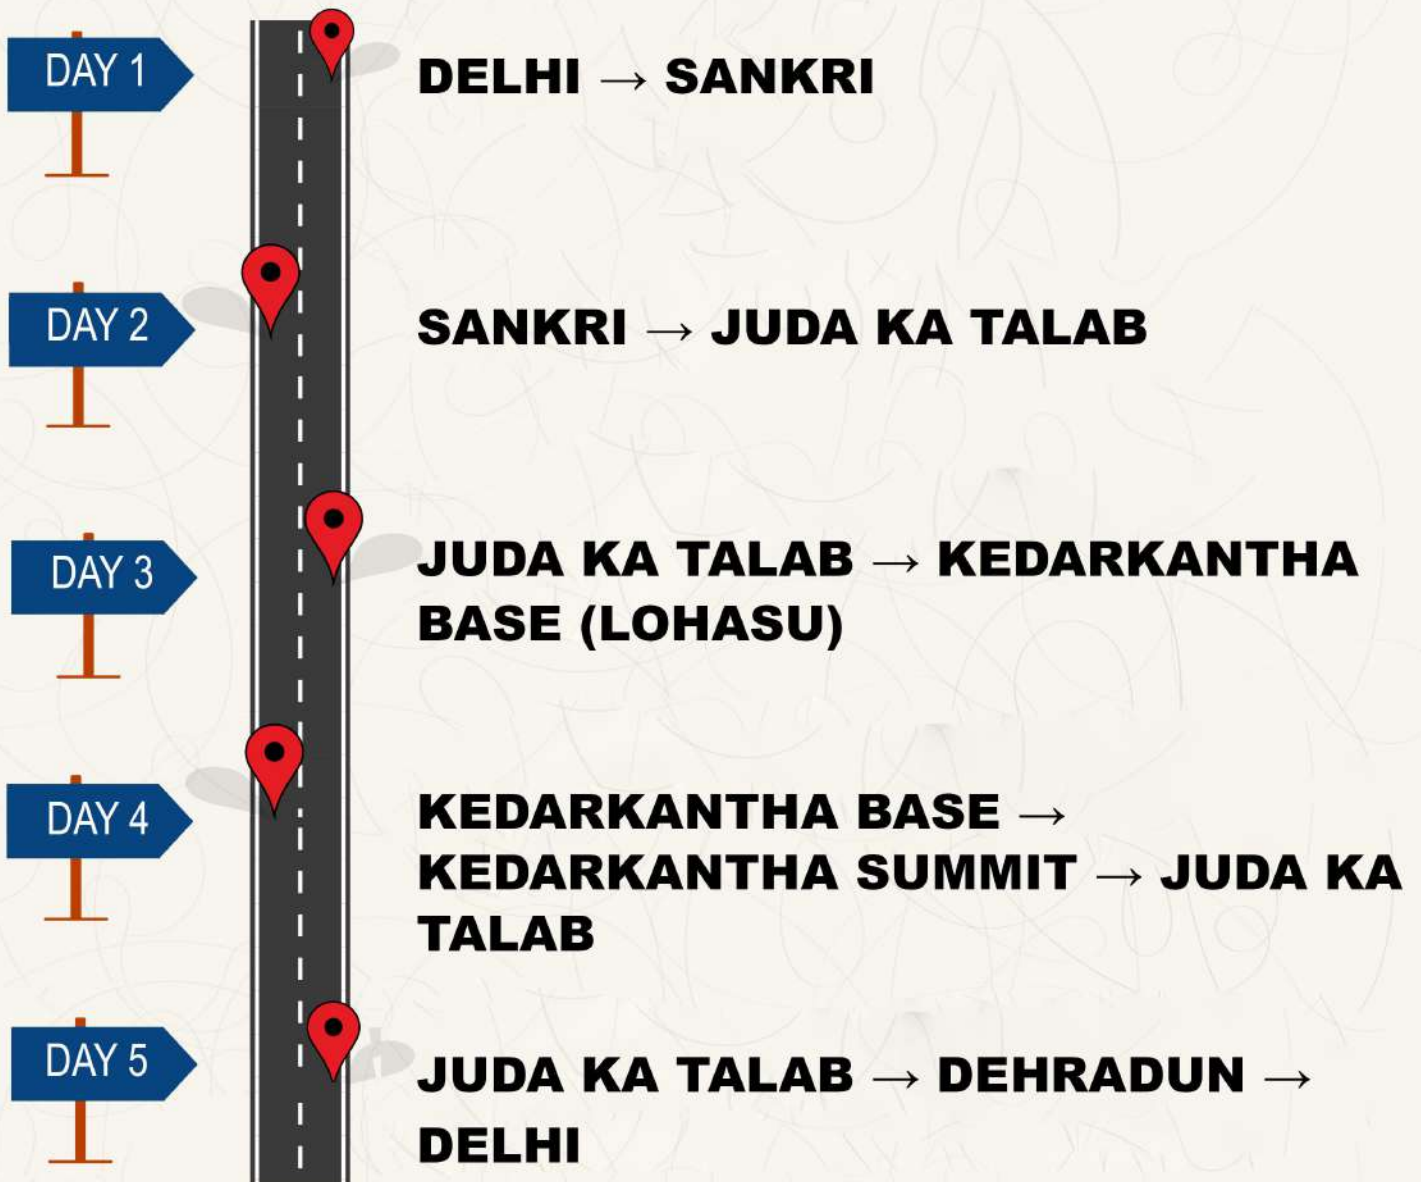 DAY 1
DELHI → SANKRI
DAY 2
SANKRI → JUDA KA TALAB
DAY 3
JUDA KA TALAB → KEDARKANTHA
BASE (LOHASU)
DAY 4
KEDARKANTHA BASE →
KEDARKANTHA SUMMIT → JUDA KA
TALAB
DAY 5
JUDA KA TALAB → DEHRADUN →
DELHI